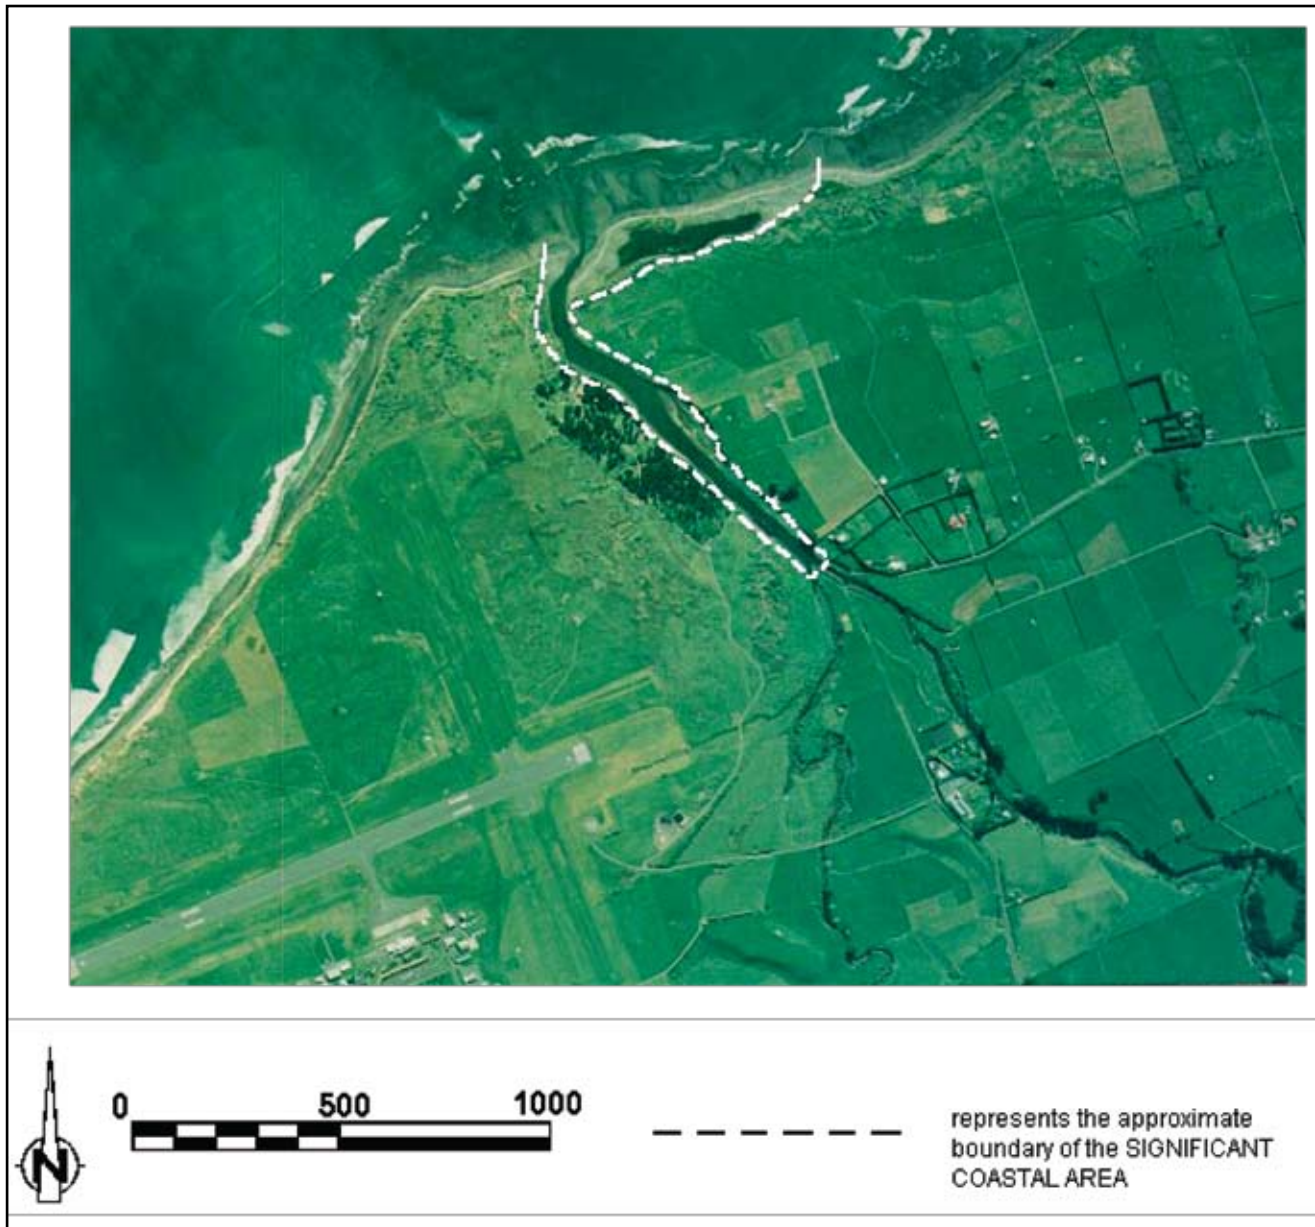 N
0 500 1000
represents the approximate
boundary of the SIGNIFICANT
COASTAL AREA